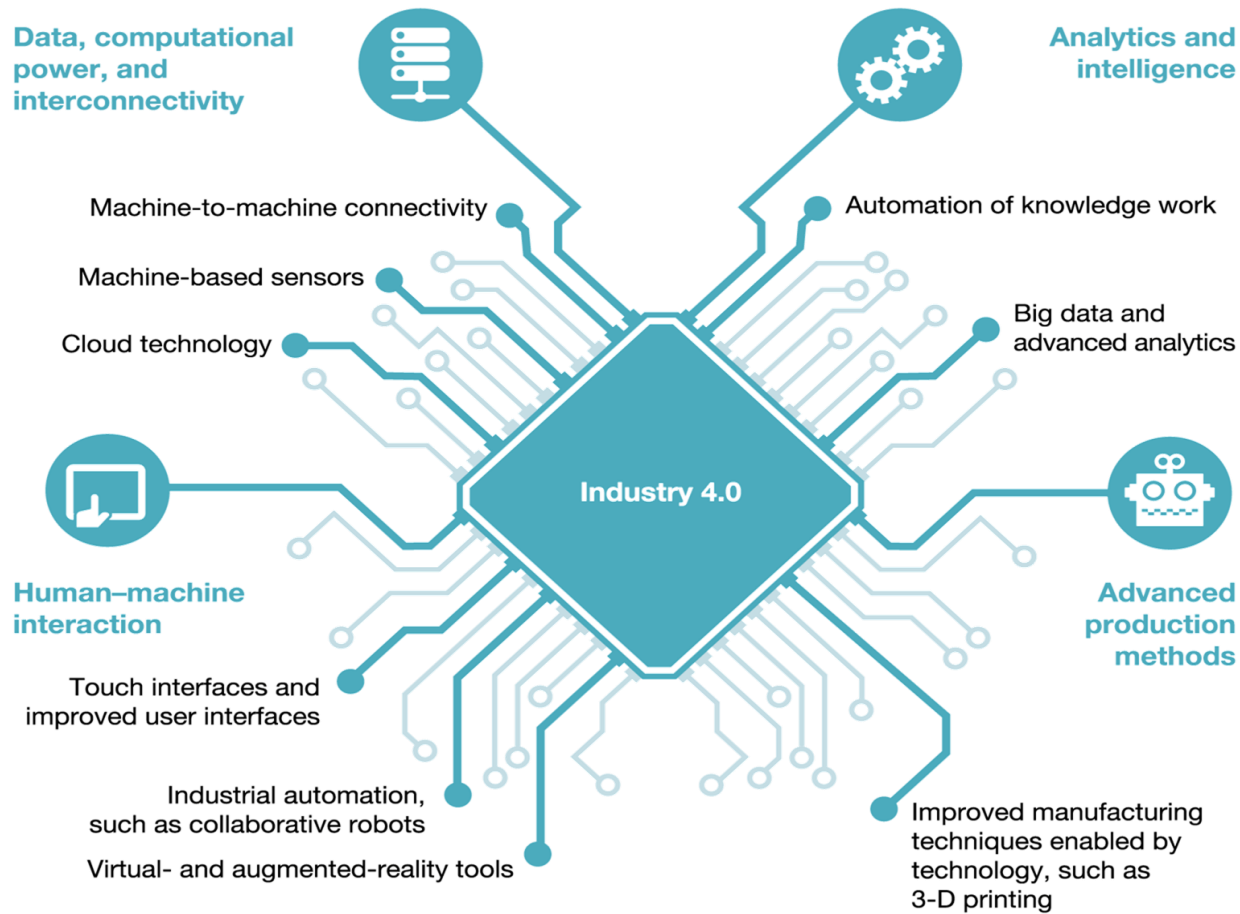 Data, computational
power, and
interconnectivity
Analytics and
intelligence
Machine-to-machine connectivity
Automation of knowledge work
Machine-based sensors
Big data and
advanced analytics
Cloud technology
Industry 4.0
Human–machine
interaction
Advanced
production
methods
Touch interfaces and
improved user interfaces
Industrial automation,
such as collaborative robots
Virtual- and augmented-reality tools
Improved manufacturing
techniques enabled by
technology, such as
3-D printing